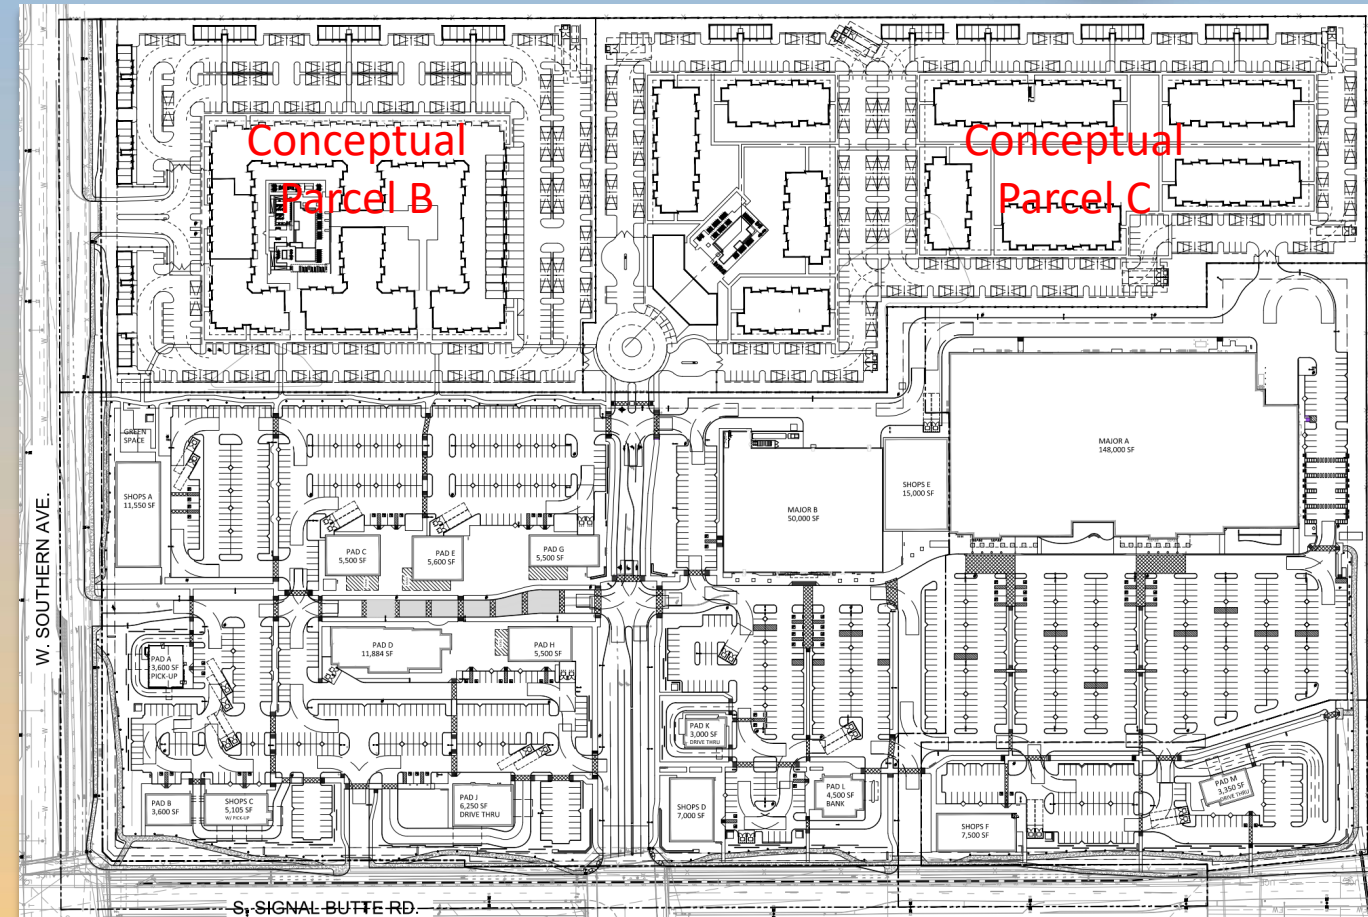 Conceptual
Parcel B
Conceptual
Parcel C
GREEN
SPACE
SHOPS A
11,550 SF
PAD C
5,500 SF
PAD E
5,600 SF
PAD G
5,500 SF
MAJOR B
50,000 SF
SHOPS E
15,000 SF
MAJOR A
148,000 SF
W. SOUTHERN AVE.
PAD A
3,600 SF
PICK-UP
PAD D
11,884 SF
PAD H
5,500 SF
PAD K
3,000 SF
DRIVE THRU
PAD B
3,600 SF
SHOPS C
5,105 SF
W/ PICK-UP
PAD J
6,250 SF
DRIVE THRU
SHOPS D
7,000 SF
PAD L
4,500 SF
BANK
SHOPS F
7,500 SF
PAD M
3,350 SF
DRIVE THRU
S. SIGNAL BUTTE RD.